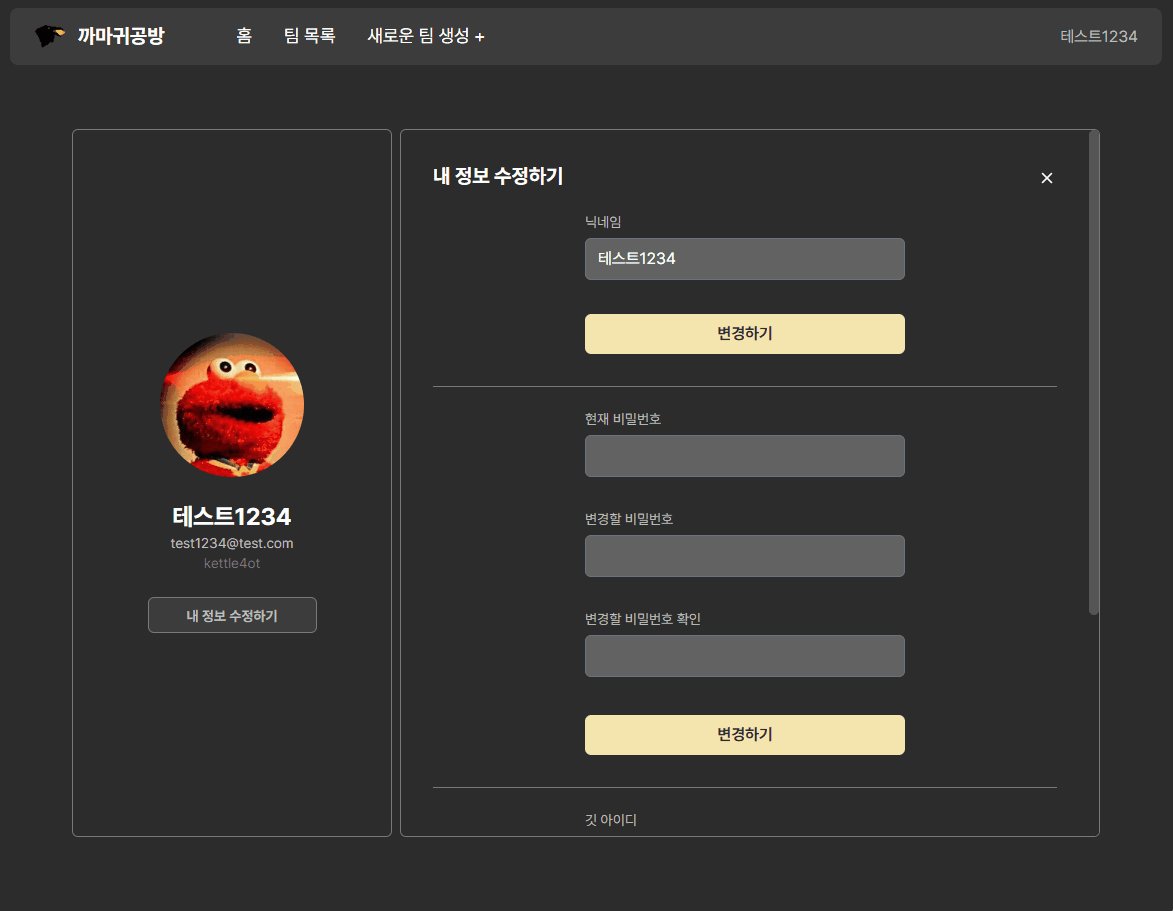 까마귀공방
홈
팀 목록
새로운 팀 생성 +
테스트1234
테스트1234
test1234@test.com
kettle4ot
내 정보 수정하기
내 정보 수정하기
닉네임
테스트1234
변경하기
현재 비밀번호
변경할 비밀번호
변경할 비밀번호 확인
변경하기
깃 아이디